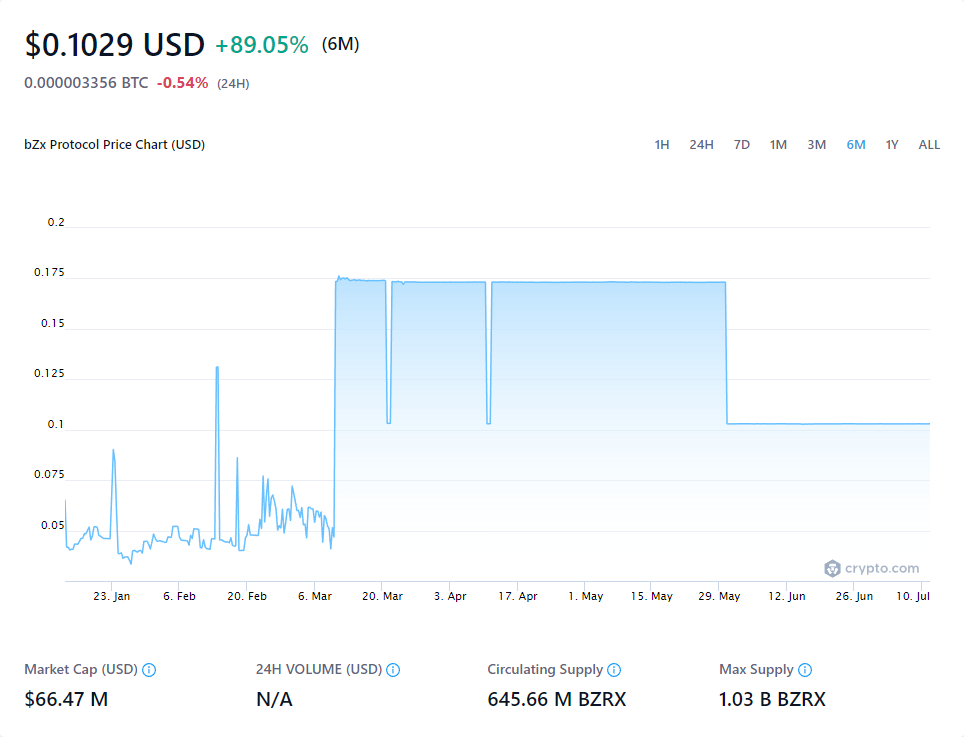 $0.1029 USD +89.05% (6M)
0.000003356 BTC -0.54% (24H)
bZx Protocol Price Chart (USD) 1H 24H 7D 1M 3M 6M 1Y ALL
0.2
0.175
0.15
0.125
0.1
0.075
0.05
crypto.com
23. Jan 6. Feb 20. Feb 6. Mar 20. Mar 3. Apr 17. Apr 1. May 15. May 29. May 12. Jun 26. Jun 10. Jul
Market Cap (USD) 24H VOLUME (USD) Circulating Supply Max Supply
$66.47 M N/A 645.66 M BZRX 1.03 B BZRX